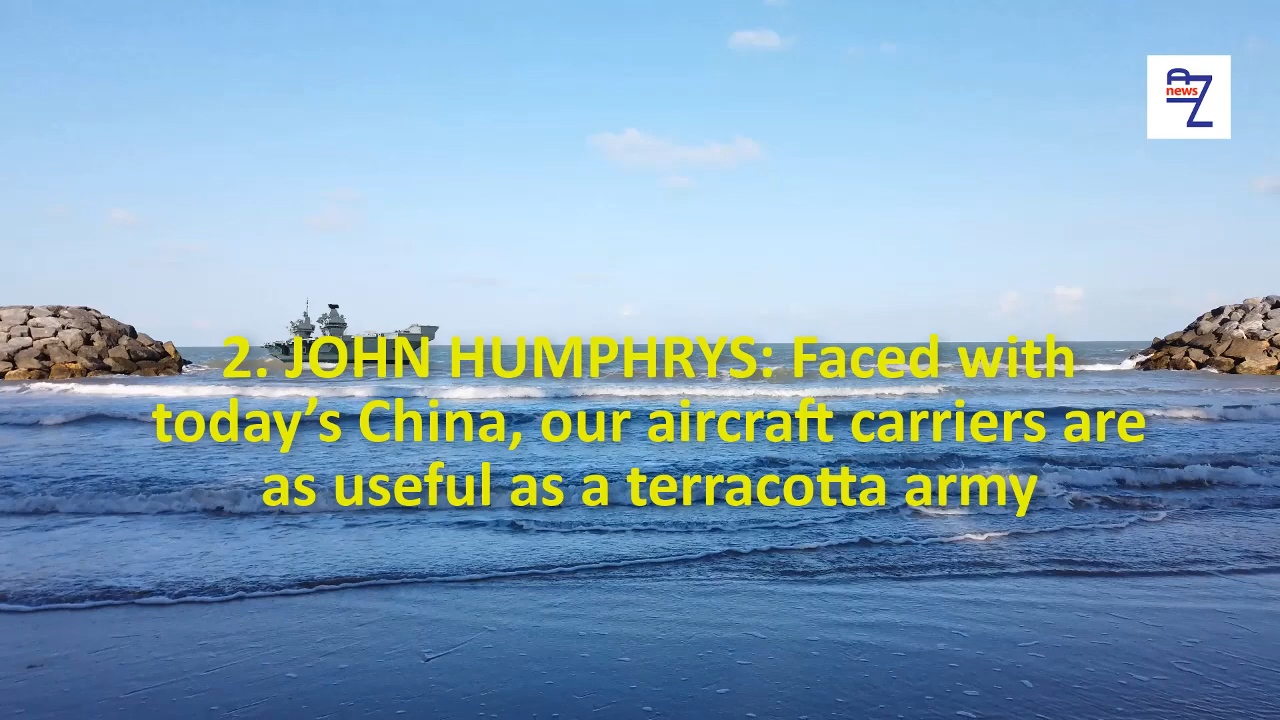 A
news
Z
2. JOHN HUMPHRYS: Faced with
today’s China, our aircraft carriers are
as useful as a terracotta army